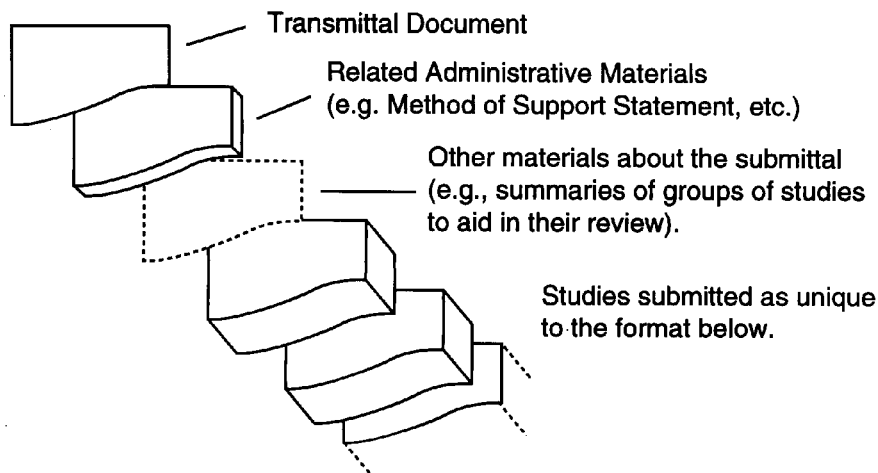 Transmittal Document
Related Administrative Materials
(e.g. Method of Support Statement, etc.)
Other materials about the submittal
(e.g., summaries of groups of studies
to aid in their review).
Studies submitted as unique
to the format below.